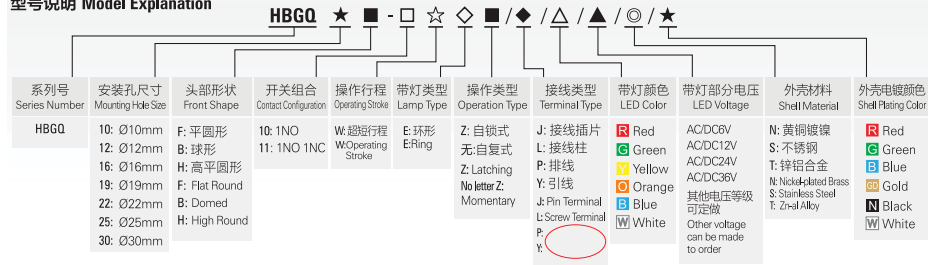 型号说明 Model Explanation
HBGQ ★ ■ - □ ☆ ◇ ■ / ◆ / △ / ▲ / ◎ / ★
系列号
Series Number
HBGQ
安装孔尺寸
Mounting Hole Size
10: Ø10mm
12: Ø12mm
16: Ø16mm
19: Ø19mm
22: Ø22mm
25: Ø25mm
30: Ø30mm
头部形状
Front Shape
F: 平圆形
B: 球形
H: 高平圆形
F: Flat Round
B: Domed
H: High Round
开关组合
Contact Configuration
10: 1NO
11: 1NO 1NC
操作行程
Operating Stroke
W: 超短行程
W:Operating
Stroke
带灯类型
Lamp Type
E: 环形
E:Ring
操作类型
Operation Type
Z: 自锁式
无:自复式
Z: Latching
No letter Z:
Momentary
接线类型
Terminal Type
J: 接线插片
L: 接线柱
P: 排线
Y: 引线
J: Pin Terminal
L: Screw Terminal
P:
Y:
带灯颜色
LED Color
R Red
G Green
Y Yellow
O Orange
B Blue
W White
带灯部分电压
LED Voltage
AC/DC6V
AC/DC12V
AC/DC24V
AC/DC36V
其他电压等级
可定做
Other voltage
can be made
to order
外壳材料
Shell Material
N: 黄铜镀镍
S: 不锈钢
T: 锌铝合金
N: Nickel-plated Brass
S: Stainless Steel
T: Zn-al Alloy
外壳电镀颜色
Shell Plating Color
R Red
G Green
B Blue
GD Gold
N Black
W White